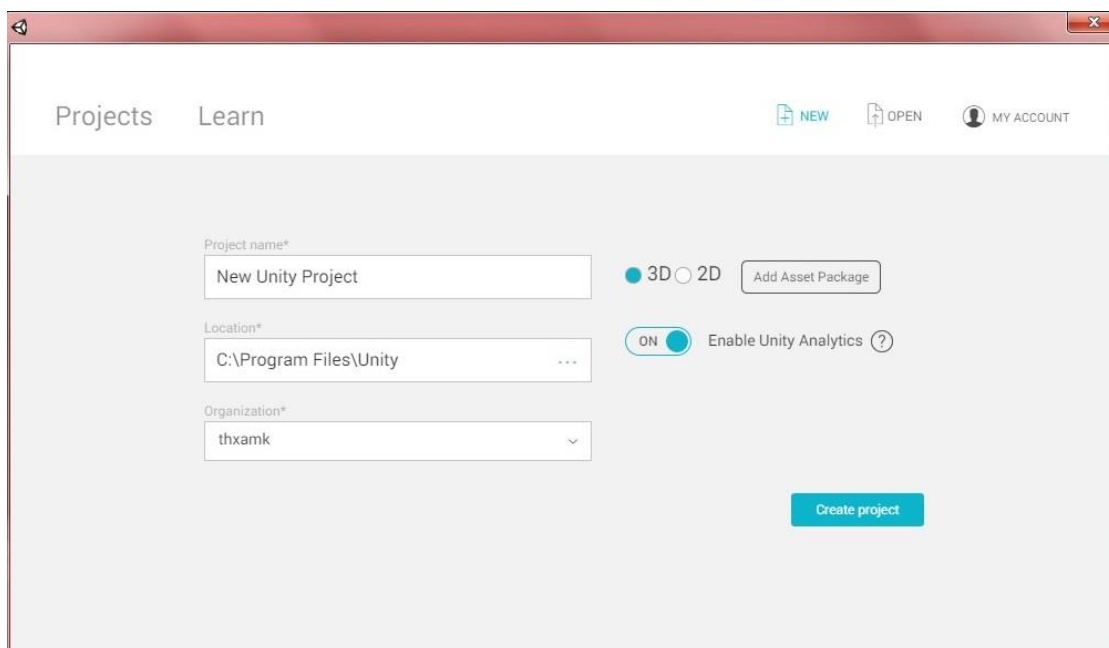 Projects Learn NEW OPEN MY ACCOUNT
Project name*
New Unity Project
3D 2D Add Asset Package
Location*
C:\Program Files\Unity ...
ON Enable Unity Analytics ?
Organization*
thxamk
Create project